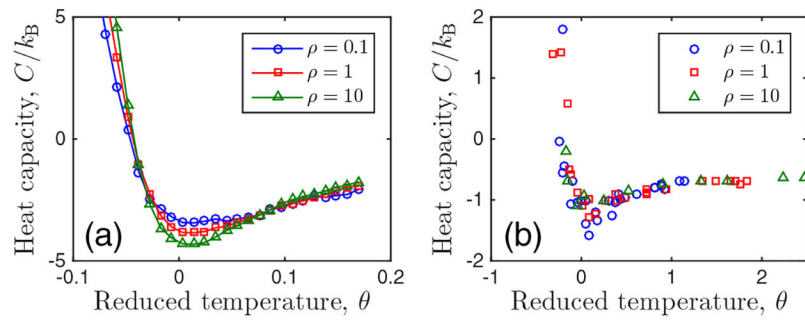 5
0
-5
-0.1
0
0.1
0.2
Heat capacity, C/k_B
Reduced temperature, θ
ρ = 0.1
ρ = 1
ρ = 10
(a)
2
1
0
-1
-2
-1
0
1
2
Heat capacity, C/k_B
Reduced temperature, θ
ρ = 0.1
ρ = 1
ρ = 10
(b)